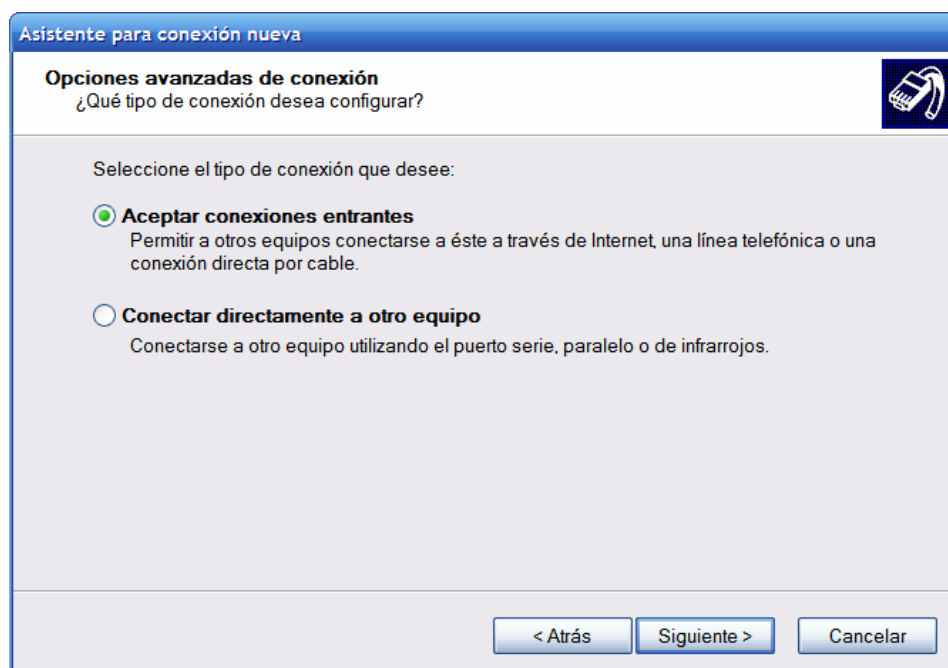 Asistente para conexión nueva
Opciones avanzadas de conexión
¿Qué tipo de conexión desea configurar?
Seleccione el tipo de conexión que desee:
Aceptar conexiones entrantes
Permitir a otros equipos conectarse a éste a través de Internet, una línea telefónica o una
conexión directa por cable.
Conectar directamente a otro equipo
Conectarse a otro equipo utilizando el puerto serie, paralelo o de infrarrojos.
< Atrás Siguiente > Cancelar